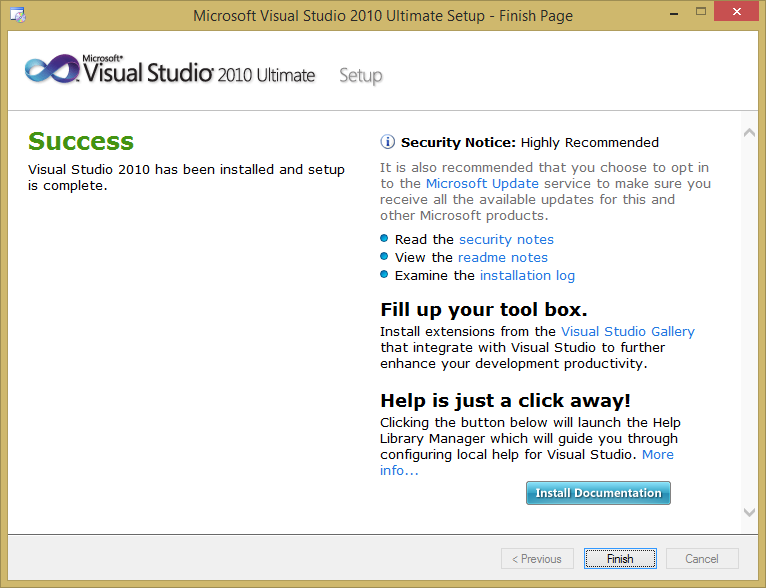 Microsoft Visual Studio 2010 Ultimate Setup - Finish Page
Microsoft®
Visual Studio® 2010 Ultimate Setup
Success
Visual Studio 2010 has been installed and setup
is complete.
Security Notice: Highly Recommended
It is also recommended that you choose to opt in
to the Microsoft Update service to make sure you
receive all the available updates for this and
other Microsoft products.
Read the security notes
View the readme notes
Examine the installation log
Fill up your tool box.
Install extensions from the Visual Studio Gallery
that integrate with Visual Studio to further
enhance your development productivity.
Help is just a click away!
Clicking the button below will launch the Help
Library Manager which will guide you through
configuring local help for Visual Studio. More
info...
Install Documentation
< Previous Finish Cancel